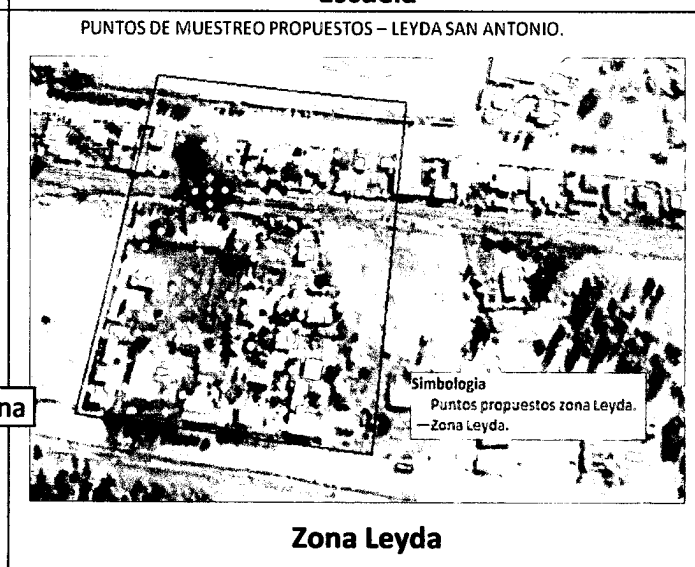 PUNTOS DE MUESTREO PROPUESTOS – LEYDA SAN ANTONIO.
Simbologia
Puntos propuestos zona Leyda.
—Zona Leyda.
na
Zona Leyda